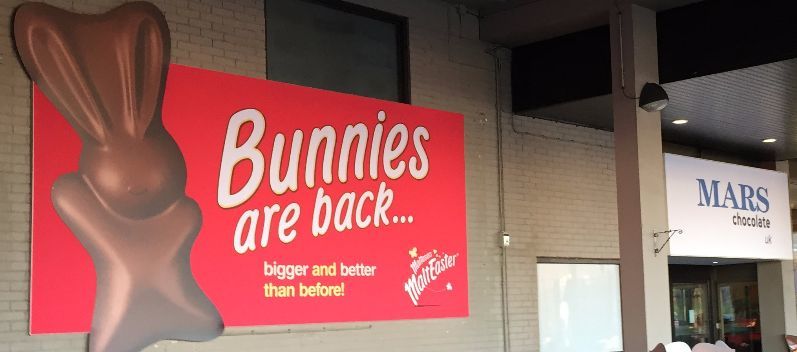 Bunnies
are back...
bigger and better
than before!
Maltesers
MaltEaster
MARS
chocolate
uk